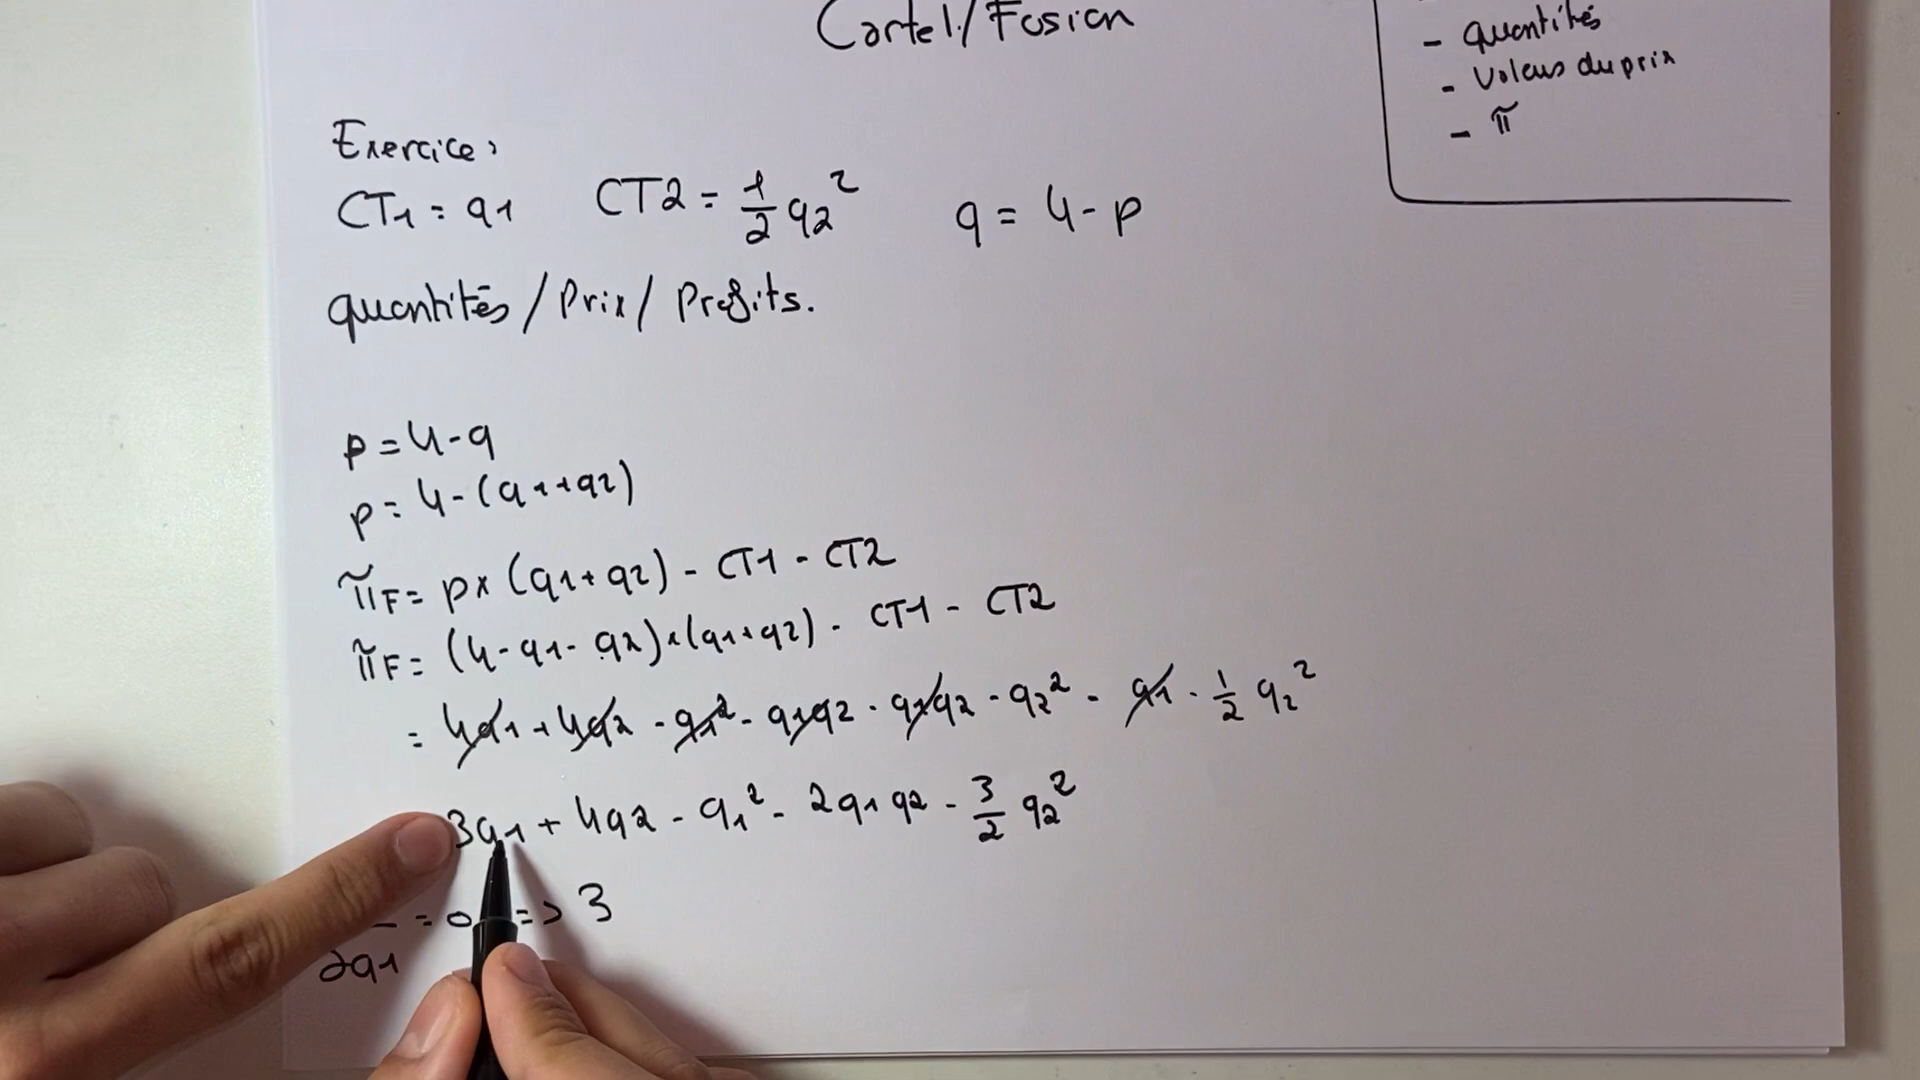 Cartel/Fusion
- quantités
- Valeurs du prix
- π
Exercice:
CT1 = q1 CT2 = 1/2 q2² q = 4 - p
quantités / Prix / Profits.
p = 4 - q
p = 4 - (q1+q2)
πF = p x (q1 + q2) - CT1 - CT2
πF = (4 - q1 - q2) x (q1 + q2) - CT1 - CT2
= 4q1 + 4q2 - q1² - q1q2 - q1q2 - q2² - q1 - 1/2 q2²
3q1 + 4q2 - q1² - 2q1q2 - 3/2 q2²
= 0 => 3
∂q1